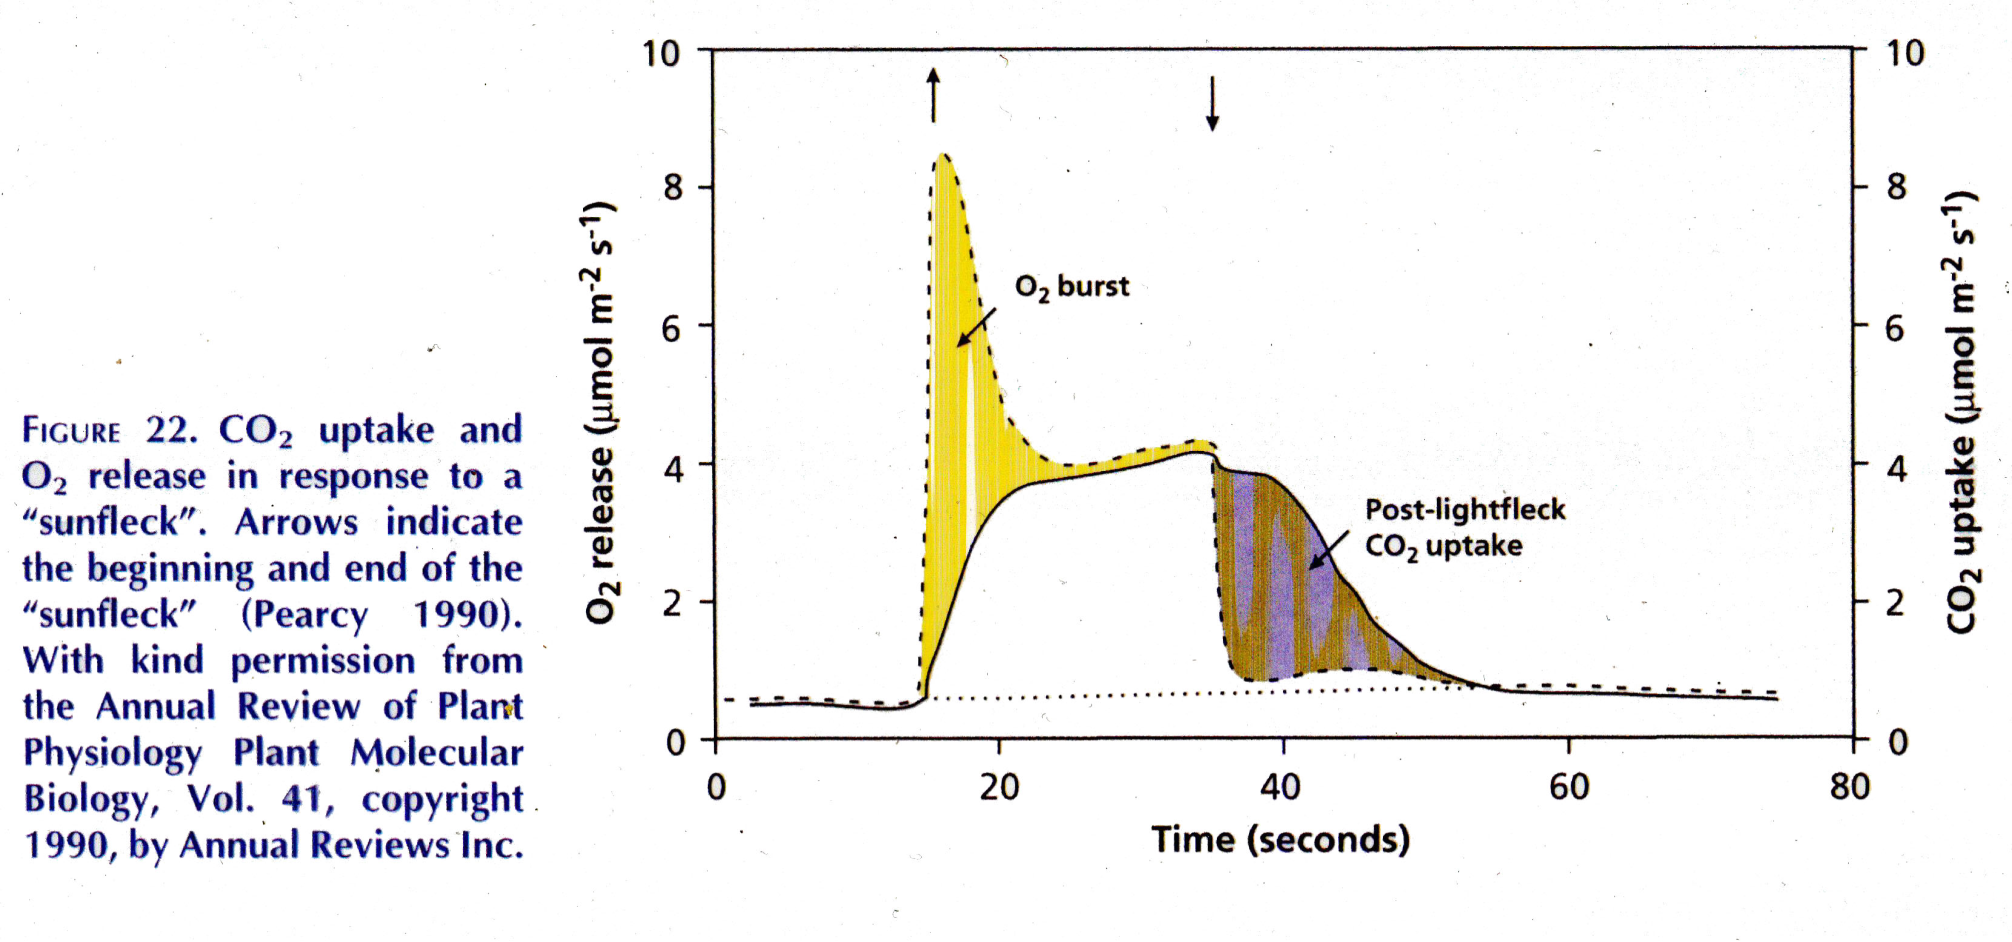 FIGURE 22. CO₂ uptake and
O₂ release in response to a
“sunfleck”. Arrows indicate
the beginning and end of the
“sunfleck” (Pearcy 1990).
With kind permission from
the Annual Review of Plant
Physiology Plant Molecular
Biology, Vol. 41, copyright
1990, by Annual Reviews Inc.
O₂ release (μmol m⁻² s⁻¹)
10
8
6
4
2
0
O₂ burst
Post-lightfleck
CO₂ uptake
10
8
6
4
2
0
CO₂ uptake (μmol m⁻² s⁻¹)
0 20 40 60 80
Time (seconds)